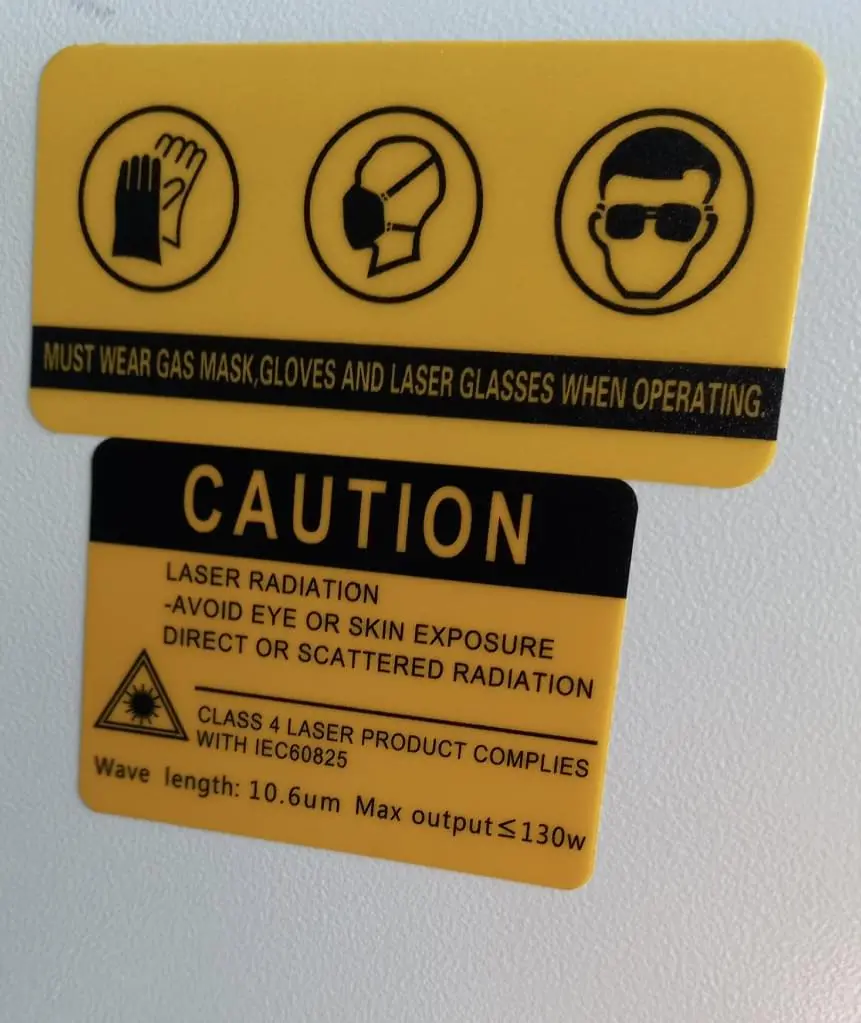 MUST WEAR GAS MASK,GLOVES AND LASER GLASSES WHEN OPERATING.
CAUTION
LASER RADIATION
-AVOID EYE OR SKIN EXPOSURE
DIRECT OR SCATTERED RADIATION
CLASS 4 LASER PRODUCT COMPLIES
WITH IEC60825
Wave length: 10.6um Max output≤130w